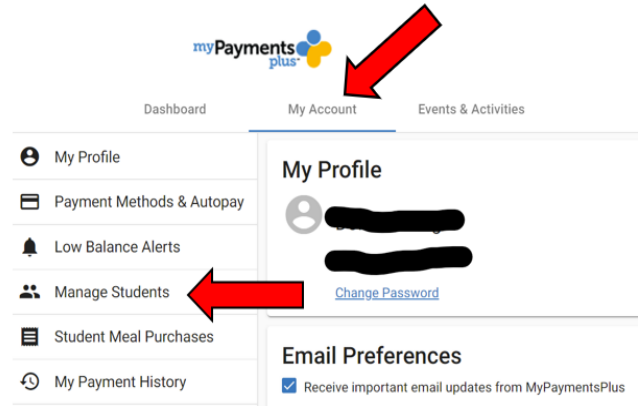 myPayments
plus
Dashboard My Account Events & Activities
My Profile
Payment Methods & Autopay
Low Balance Alerts
Manage Students
Student Meal Purchases
My Payment History
My Profile
Change Password
Email Preferences
Receive important email updates from MyPaymentsPlus